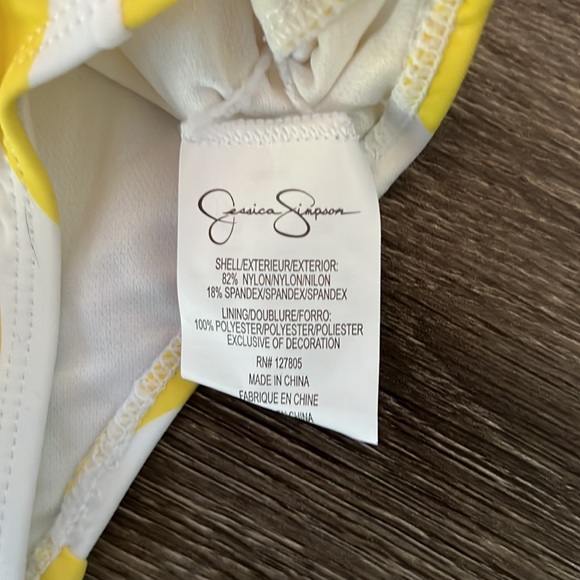 Jessica Simpson
SHELL/EXTERIEUR/EXTERIOR:
82% NYLON/NYLON/NILON
18% SPANDEX/SPANDEX/SPANDEX
LINING/DOUBLURE/FORRO:
100% POLYESTER/POLYESTER/POLIESTER
EXCLUSIVE OF DECORATION
RN# 127805
MADE IN CHINA
FABRIQUE EN CHINE
CHINA